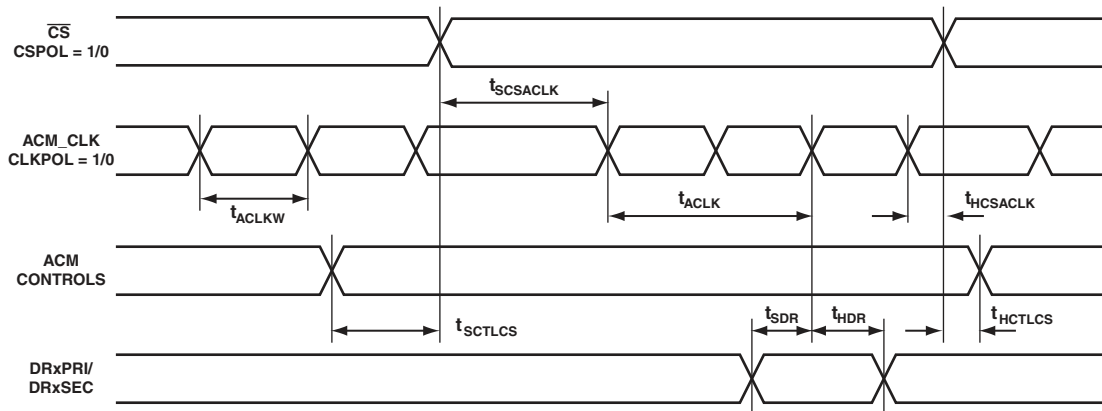 CS
CSPOL = 1/0
tSCSACLK
ACM_CLK
CLKPOL = 1/0
tACLKW
tACLK
tHCSACLK
ACM
CONTROLS
tSCTLCS
tSDR
tHDR
tHCTLCS
DRxPRI/
DRxSEC